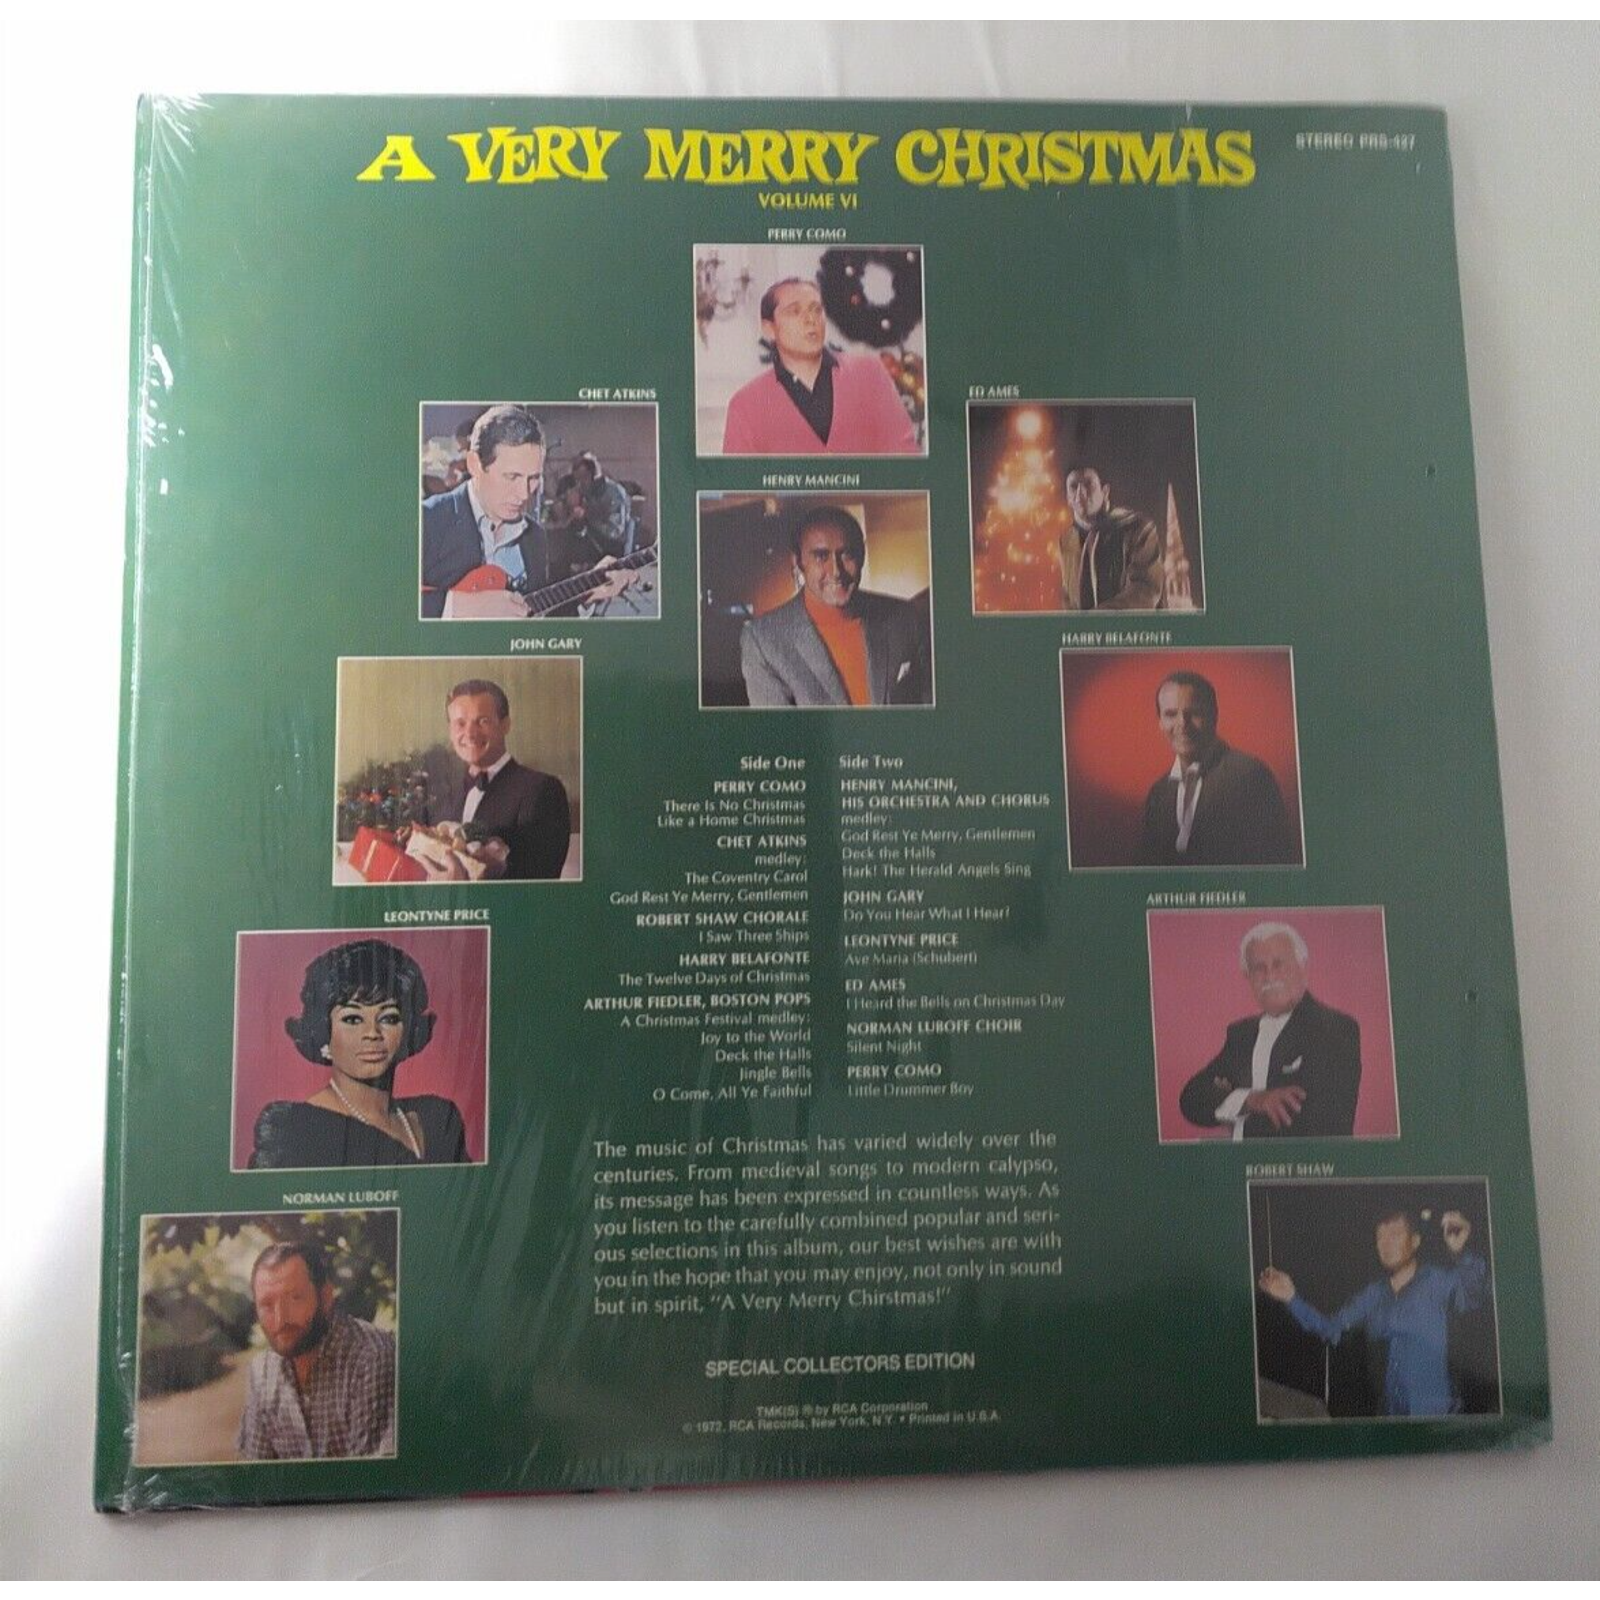 A VERY MERRY CHRISTMAS
STEREO PRS-427
VOLUME VI
PERRY COMO
CHET ATKINS
ED AMES
HENRY MANCINI
JOHN GARY
HARRY BELAFONTE
LEONTYNE PRICE
ARTHUR FIEDLER
NORMAN LUBOFF
ROBERT SHAW
Side One
PERRY COMO
There Is No Christmas
Like a Home Christmas
CHET ATKINS
medley:
The Coventry Carol
God Rest Ye Merry, Gentlemen
ROBERT SHAW CHORALE
I Saw Three Ships
HARRY BELAFONTE
The Twelve Days of Christmas
ARTHUR FIEDLER, BOSTON POPS
A Christmas Festival medley:
Joy to the World
Deck the Halls
Jingle Bells
O Come, All Ye Faithful
Side Two
HENRY MANCINI,
HIS ORCHESTRA AND CHORUS
medley:
God Rest Ye Merry, Gentlemen
Deck the Halls
Hark! The Herald Angels Sing
JOHN GARY
Do You Hear What I Hear?
LEONTYNE PRICE
Ave Maria (Schubert)
ED AMES
I Heard the Bells on Christmas Day
NORMAN LUBOFF CHOIR
Silent Night
PERRY COMO
Little Drummer Boy
The music of Christmas has varied widely over the
centuries. From medieval songs to modern calypso,
its message has been expressed in countless ways. As
you listen to the carefully combined popular and seri-
ous selections in this album, our best wishes are with
you in the hope that you may enjoy, not only in sound
but in spirit, "A Very Merry Chirstmas!"
SPECIAL COLLECTORS EDITION
TMK(S) ® by RCA Corporation
© 1972, RCA Records, New York, N.Y. • Printed in U.S.A.